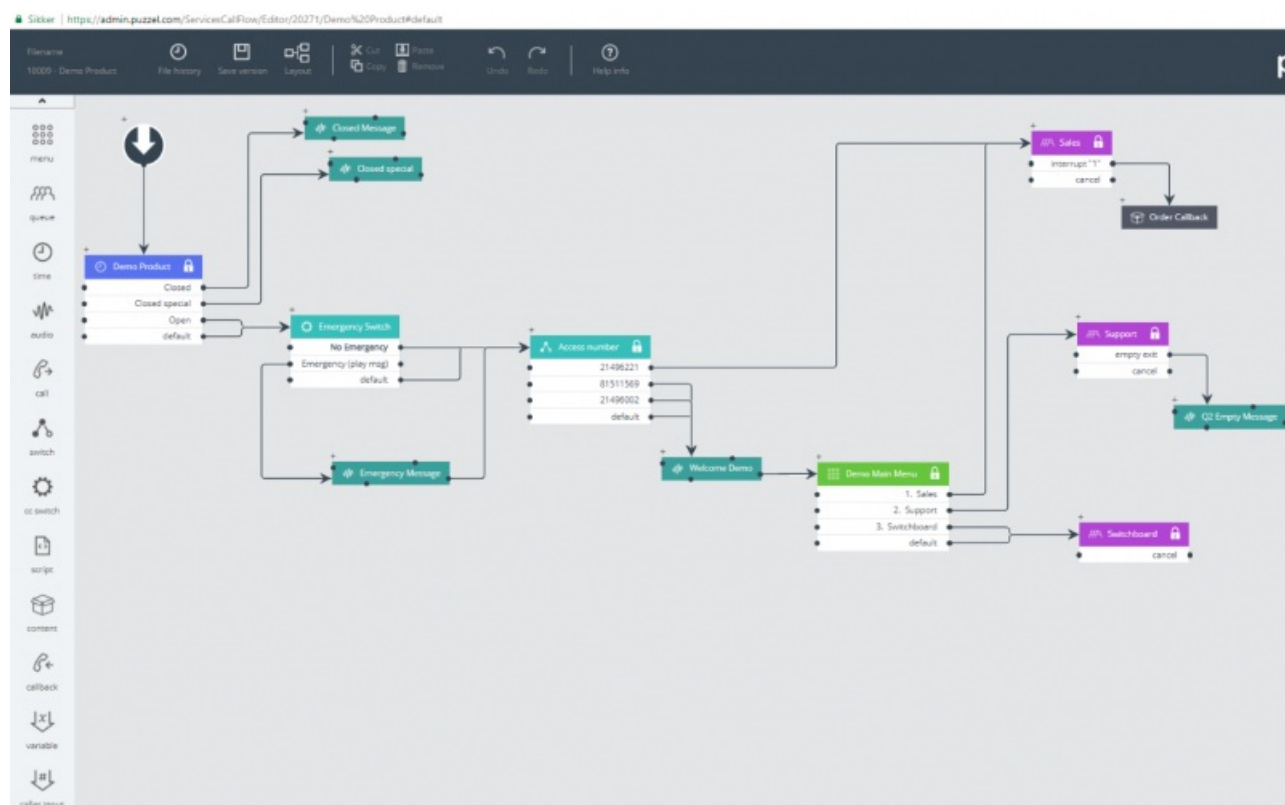 Sikker | https://admin.puzzel.com/ServicesCallFlow/Editor/20271/Demo%20Product#default
Filename
10009 - Demo Product
File history
Save version
Layout
Cut
Copy
Paste
Remove
Undo
Redo
Help info
p
menu
queue
time
audio
call
switch
cc switch
script
content
callback
variable
caller input
Closed Message
Closed special
Demo Product
Closed
Closed special
Open
default
Emergency Switch
No Emergency
Emergency (play msg)
default
Emergency Message
Access number
21496221
81511569
21496002
default
Welcome Demo
Demo Main Menu
1. Sales
2. Support
3. Switchboard
default
Sales
interrupt "1"
cancel
Order Callback
Support
empty exit
cancel
Q2 Empty Message
Switchboard
cancel